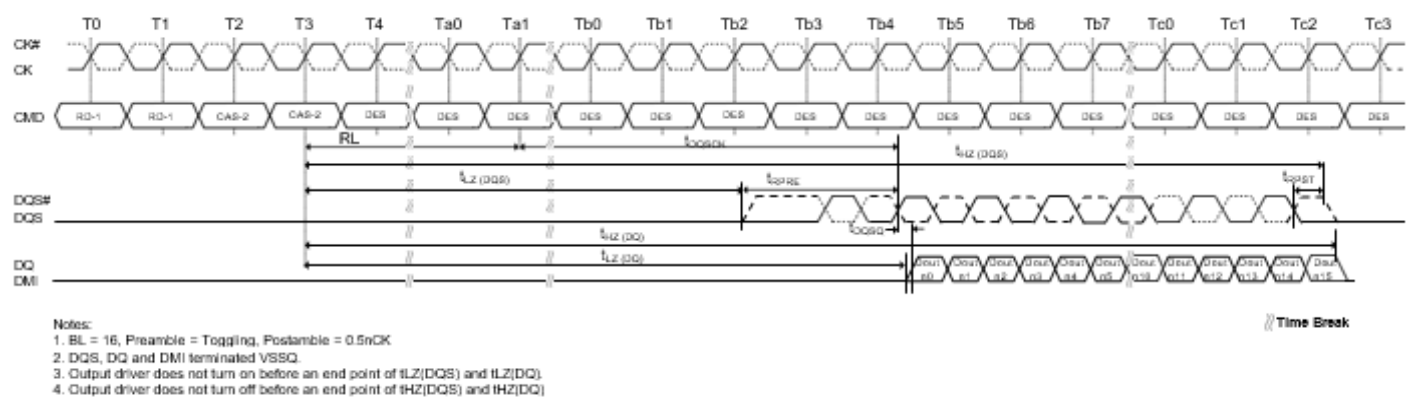 T0 T1 T2 T3 T4 Ta0 Ta1 Tb0 Tb1 Tb2 Tb3 Tb4 Tb5 Tb6 Tb7 Tc0 Tc1 Tc2 Tc3
CK#
CK
CMD RD-1 RD-1 CAS-2 CAS-2 DES DES DES DES DES DES DES DES DES DES DES DES DES DES DES
RL tDQSCK
tHZ (DQS)
tLZ (DQS) tRPRE tRPST
DQS#
DQS
tDQSQ
tHZ (DQ)
tLZ (DQ)
DQ Dout Dout Dout Dout Dout Dout Dout Dout Dout Dout Dout Dout
DMI n0 n1 n2 n3 n4 n5 n10 n11 n12 n13 n14 n15
Notes:
Time Break
1. BL = 16, Preamble = Toggling, Postamble = 0.5nCK
2. DQS, DQ and DMI terminated VSSQ.
3. Output driver does not turn on before an end point of tLZ(DQS) and tLZ(DQ).
4. Output driver does not turn off before an end point of tHZ(DQS) and tHZ(DQ)